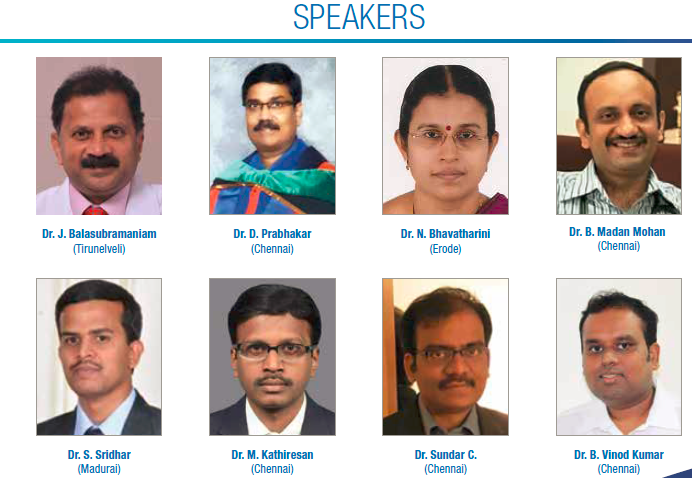 SPEAKERS
Dr. J. Balasubramaniam
(Tirunelveli)
Dr. D. Prabhakar
(Chennai)
Dr. N. Bhavatharini
(Erode)
Dr. B. Madan Mohan
(Chennai)
Dr. S. Sridhar
(Madurai)
Dr. M. Kathiresan
(Chennai)
Dr. Sundar C.
(Chennai)
Dr. B. Vinod Kumar
(Chennai)